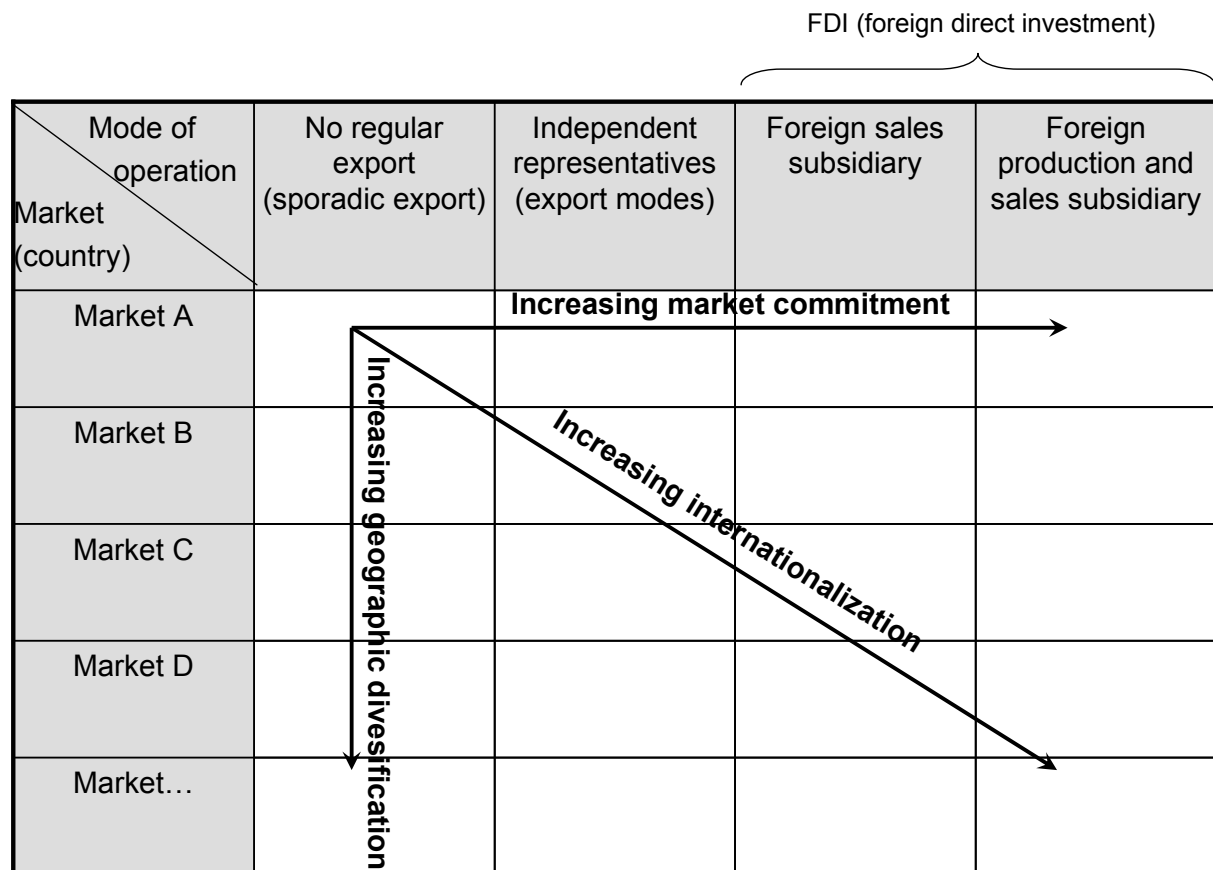 FDI (foreign direct investment)
Mode of
operation
Market
(country)
No regular
export
(sporadic export)
Independent
representatives
(export modes)
Foreign sales
subsidiary
Foreign
production and
sales subsidiary
Market A
Increasing market commitment
Market B
Market C
Market D
Market…
Increasing geographic divesification
Increasing internationalization